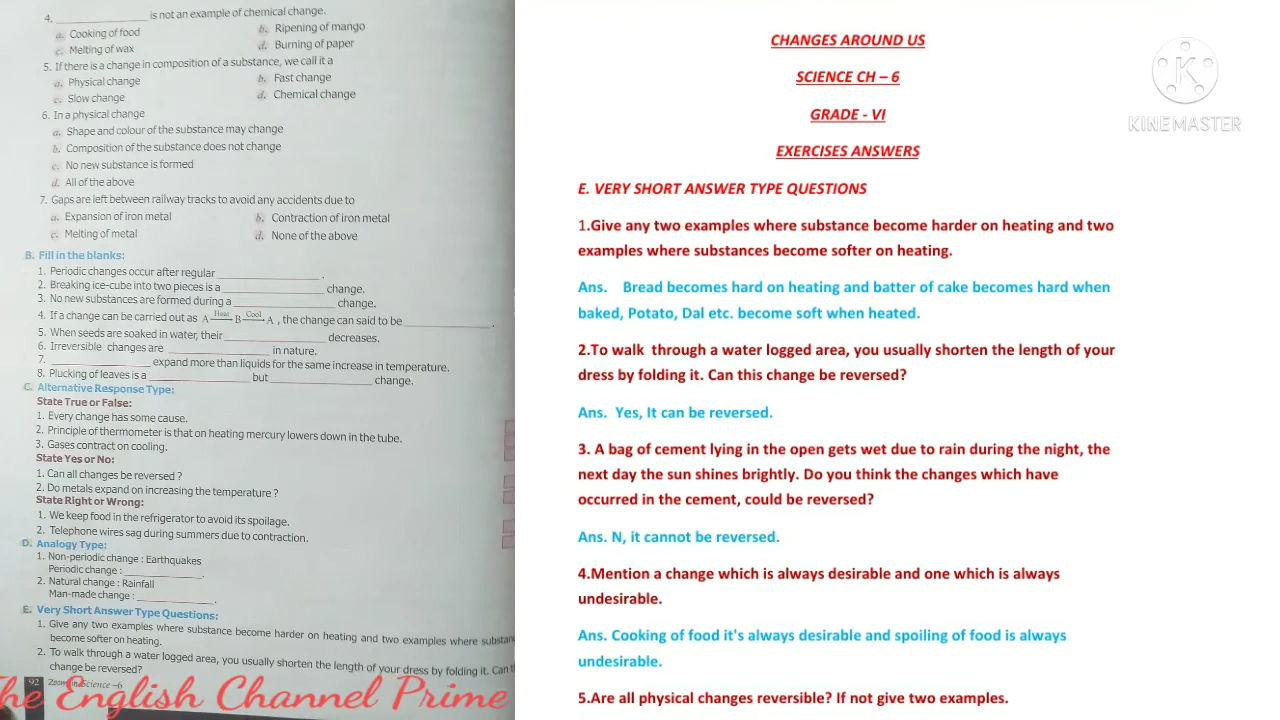 4. ____________ is not an example of chemical change.
a. Cooking of food b. Ripening of mango
c. Melting of wax d. Burning of paper
5. If there is a change in composition of a substance, we call it a
a. Physical change b. Fast change
c. Slow change d. Chemical change
6. In a physical change
a. Shape and colour of the substance may change
b. Composition of the substance does not change
c. No new substance is formed
d. All of the above
7. Gaps are left between railway tracks to avoid any accidents due to
a. Expansion of iron metal b. Contraction of iron metal
c. Melting of metal d. None of the above
B. Fill in the blanks:
1. Periodic changes occur after regular ____________.
2. Breaking ice-cube into two pieces is a ____________ change.
3. No new substances are formed during a ____________ change.
4. If a change can be carried out as A —Heat→ B —Cool→ A, the change can said to be ____________.
5. When seeds are soaked in water, their ____________ decreases.
6. Irreversible changes are ____________ in nature.
7. ____________ expand more than liquids for the same increase in temperature.
8. Plucking of leaves is a ____________ but ____________ change.
C. Alternative Response Type:
State True or False:
1. Every change has some cause.
2. Principle of thermometer is that on heating mercury lowers down in the tube.
3. Gases contract on cooling.
State Yes or No:
1. Can all changes be reversed ?
2. Do metals expand on increasing the temperature ?
State Right or Wrong:
1. We keep food in the refrigerator to avoid its spoilage.
2. Telephone wires sag during summers due to contraction.
D. Analogy Type:
1. Non-periodic change : Earthquakes
Periodic change : ____________.
2. Natural change : Rainfall
Man-made change : ____________.
E. Very Short Answer Type Questions:
1. Give any two examples where substance become harder on heating and two examples where substan
become softer on heating.
2. To walk through a water logged area, you usually shorten the length of your dress by folding it. Can t
change be reversed?
92 Zoom in Science -6
The English Channel Prime
CHANGES AROUND US
SCIENCE CH – 6
GRADE - VI
EXERCISES ANSWERS
E. VERY SHORT ANSWER TYPE QUESTIONS
1.Give any two examples where substance become harder on heating and two
examples where substances become softer on heating.
Ans. Bread becomes hard on heating and batter of cake becomes hard when
baked, Potato, Dal etc. become soft when heated.
2.To walk through a water logged area, you usually shorten the length of your
dress by folding it. Can this change be reversed?
Ans. Yes, It can be reversed.
3. A bag of cement lying in the open gets wet due to rain during the night, the
next day the sun shines brightly. Do you think the changes which have
occurred in the cement, could be reversed?
Ans. N, it cannot be reversed.
4.Mention a change which is always desirable and one which is always
undesirable.
Ans. Cooking of food it's always desirable and spoiling of food is always
undesirable.
5.Are all physical changes reversible? If not give two examples.
K
KINEMASTER